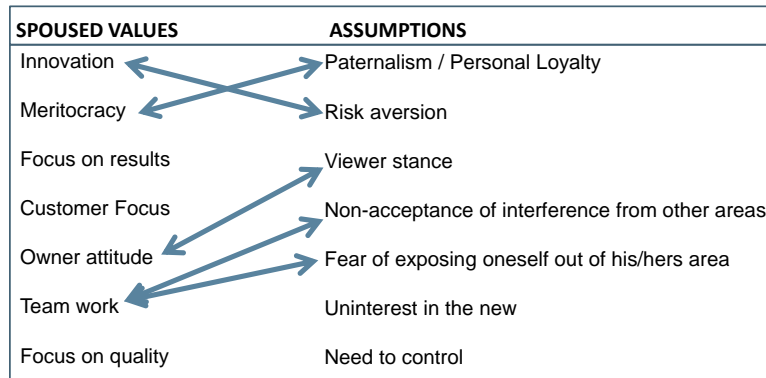 SPOUSED VALUES ASSUMPTIONS
Innovation Paternalism / Personal Loyalty
Meritocracy Risk aversion
Focus on results Viewer stance
Customer Focus Non-acceptance of interference from other areas
Owner attitude Fear of exposing oneself out of his/hers area
Team work Uninterest in the new
Focus on quality Need to control